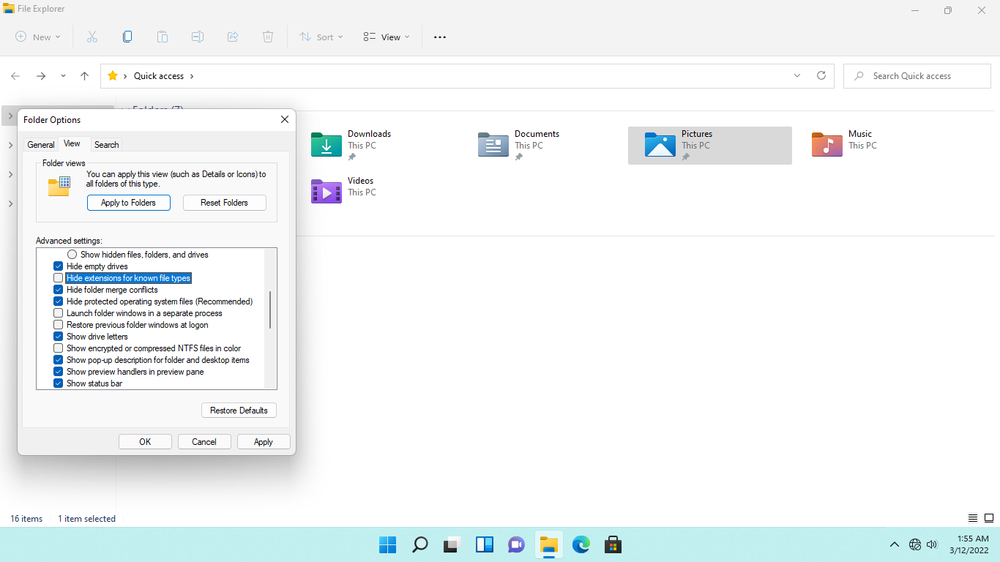 File Explorer
New
Sort
View
Quick access
Search Quick access
Folders (7)
Folder Options
General
View
Search
Folder views
You can apply this view (such as Details or Icons) to
all folders of this type.
Apply to Folders
Reset Folders
Advanced settings:
Show hidden files, folders, and drives
Hide empty drives
Hide extensions for known file types
Hide folder merge conflicts
Hide protected operating system files (Recommended)
Launch folder windows in a separate process
Restore previous folder windows at logon
Show drive letters
Show encrypted or compressed NTFS files in color
Show pop-up description for folder and desktop items
Show preview handlers in preview pane
Show status bar
Restore Defaults
OK
Cancel
Apply
Downloads
This PC
Documents
This PC
Pictures
This PC
Music
This PC
Videos
This PC
16 items
1 item selected
1:55 AM
3/12/2022